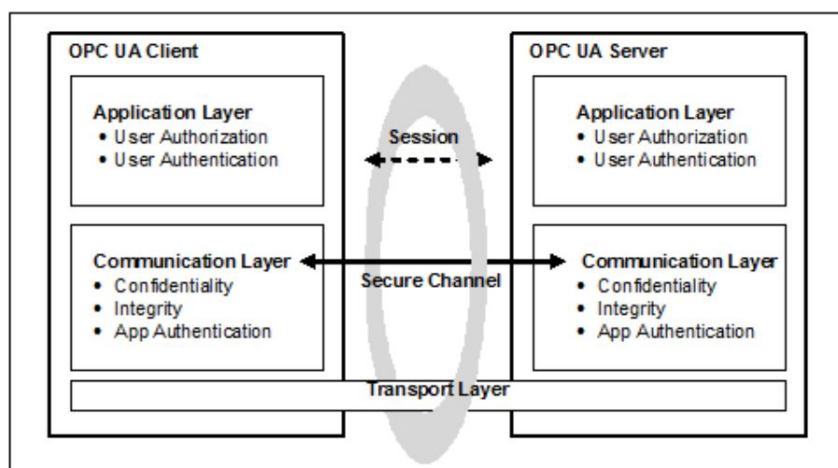 OPC UA Client
Application Layer
• User Authorization
• User Authentication
Communication Layer
• Confidentiality
• Integrity
• App Authentication
Session
Secure Channel
Transport Layer
OPC UA Server
Application Layer
• User Authorization
• User Authentication
Communication Layer
• Confidentiality
• Integrity
• App Authentication